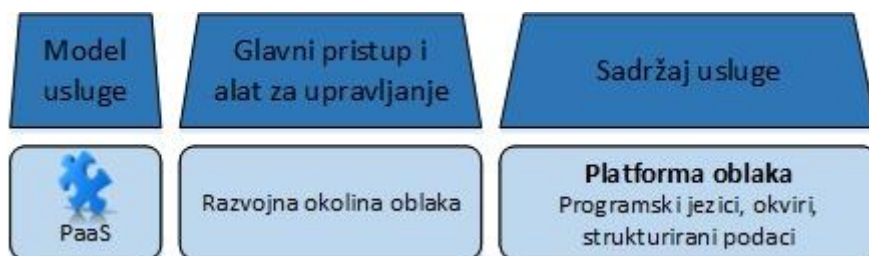 Model
usluge
Glavni pristup i
alat za upravljanje
Sadržaj usluge
PaaS
Razvojna okolina oblaka
Platforma oblaka
Programski jezici, okviri,
strukturirani podaci